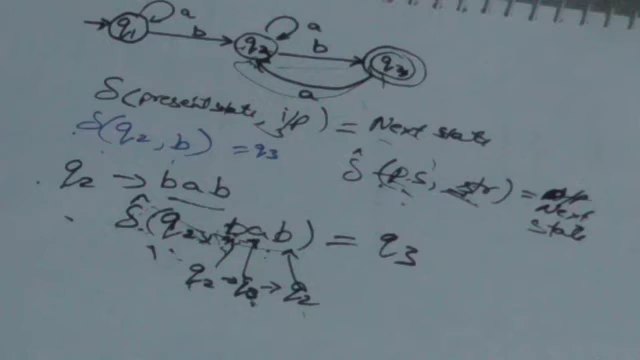 q1 a b q2 a b q3
a
δ(present state, i/p) = Next state
δ(q2, b) = q3
q2 → bab
δ̂ (p.s, str) = Next state
δ̂(q2, bab) = q3
q2 → → q2